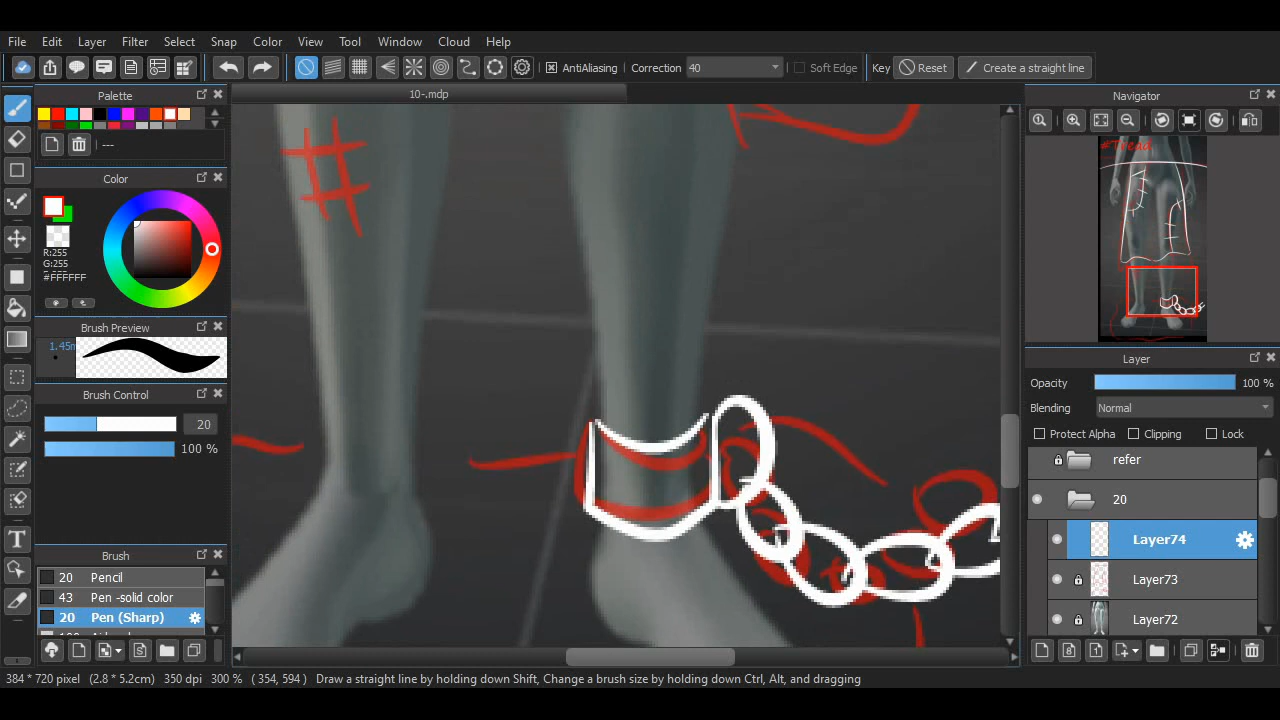 File Edit Layer Filter Select Snap Color View Tool Window Cloud Help
AntiAliasing Correction 40 Soft Edge Key Reset Create a straight line
Palette
10-.mdp
Navigator
---
#Tread
Color
R:255
G:255
#FFFFFF
Brush Preview
1.45m
Brush Control
20
100 %
Layer
Opacity 100 %
Blending Normal
Protect Alpha Clipping Lock
refer
20
Layer74
Layer73
Layer72
Brush
20 Pencil
43 Pen -solid color
20 Pen (Sharp)
384 * 720 pixel (2.8 * 5.2cm) 350 dpi 300 % ( 354, 594 ) Draw a straight line by holding down Shift, Change a brush size by holding down Ctrl, Alt, and dragging